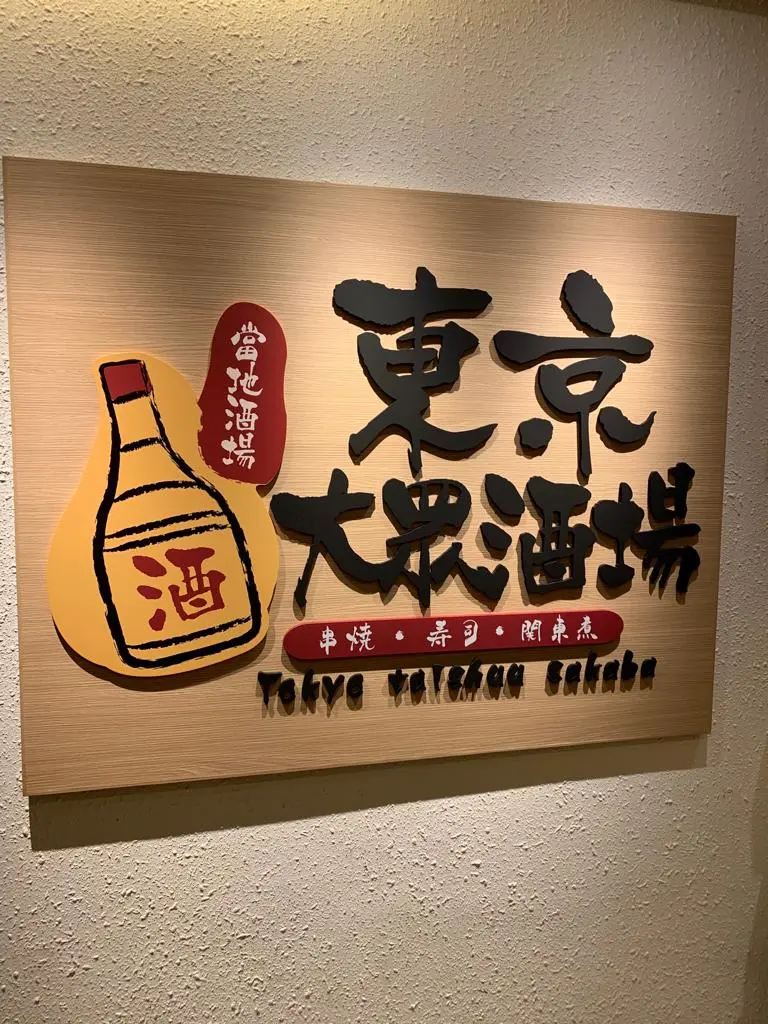 當地酒場
東京
大衆酒場
酒
串焼・寿司・関東煮
Tokyo taishuu sakaba